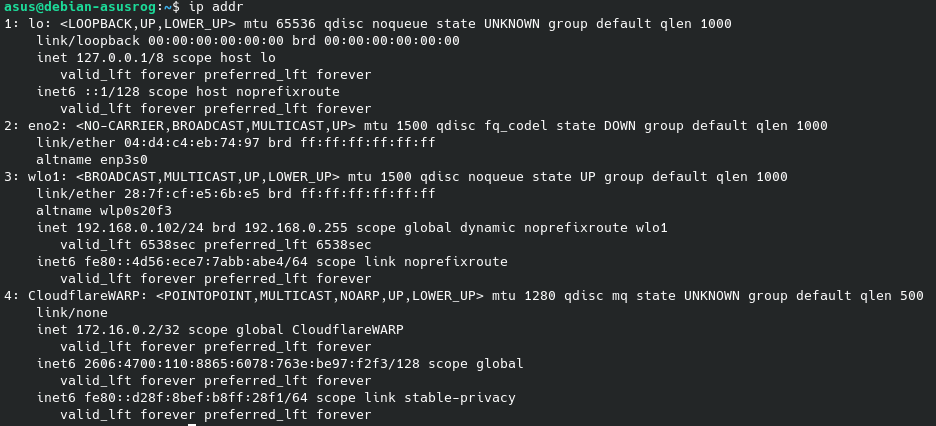 asus@debian-asusrog:~$ ip addr
1: lo: <LOOPBACK,UP,LOWER_UP> mtu 65536 qdisc noqueue state UNKNOWN group default qlen 1000
    link/loopback 00:00:00:00:00:00 brd 00:00:00:00:00:00
    inet 127.0.0.1/8 scope host lo
       valid_lft forever preferred_lft forever
    inet6 ::1/128 scope host noprefixroute
       valid_lft forever preferred_lft forever
2: eno2: <NO-CARRIER,BROADCAST,MULTICAST,UP> mtu 1500 qdisc fq_codel state DOWN group default qlen 1000
    link/ether 04:d4:c4:eb:74:97 brd ff:ff:ff:ff:ff:ff
    altname enp3s0
3: wlo1: <BROADCAST,MULTICAST,UP,LOWER_UP> mtu 1500 qdisc noqueue state UP group default qlen 1000
    link/ether 28:7f:cf:e5:6b:e5 brd ff:ff:ff:ff:ff:ff
    altname wlp0s20f3
    inet 192.168.0.102/24 brd 192.168.0.255 scope global dynamic noprefixroute wlo1
       valid_lft 6538sec preferred_lft 6538sec
    inet6 fe80::4d56:ece7:7abb:abe4/64 scope link noprefixroute
       valid_lft forever preferred_lft forever
4: CloudflareWARP: <POINTOPOINT,MULTICAST,NOARP,UP,LOWER_UP> mtu 1280 qdisc mq state UNKNOWN group default qlen 500
    link/none
    inet 172.16.0.2/32 scope global CloudflareWARP
       valid_lft forever preferred_lft forever
    inet6 2606:4700:110:8865:6078:763e:be97:f2f3/128 scope global
       valid_lft forever preferred_lft forever
    inet6 fe80::d28f:8bef:b8ff:28f1/64 scope link stable-privacy
       valid_lft forever preferred_lft forever